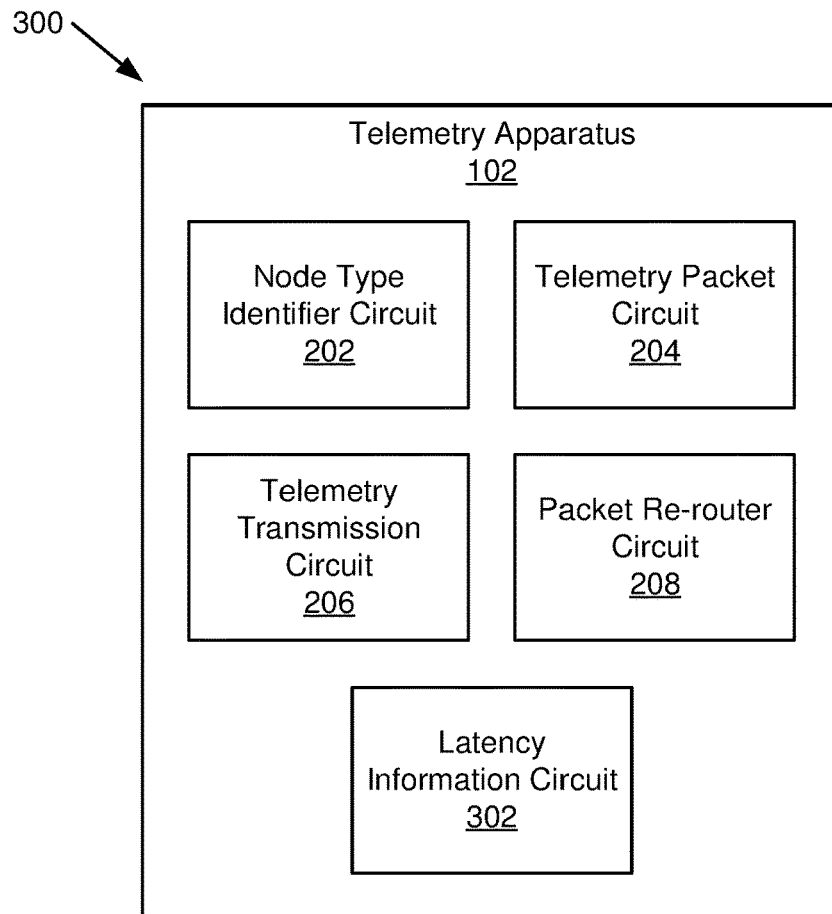 300
Telemetry Apparatus
102
Node Type
Identifier Circuit
202
Telemetry Packet
Circuit
204
Telemetry
Transmission
Circuit
206
Packet Re-router
Circuit
208
Latency
Information Circuit
302